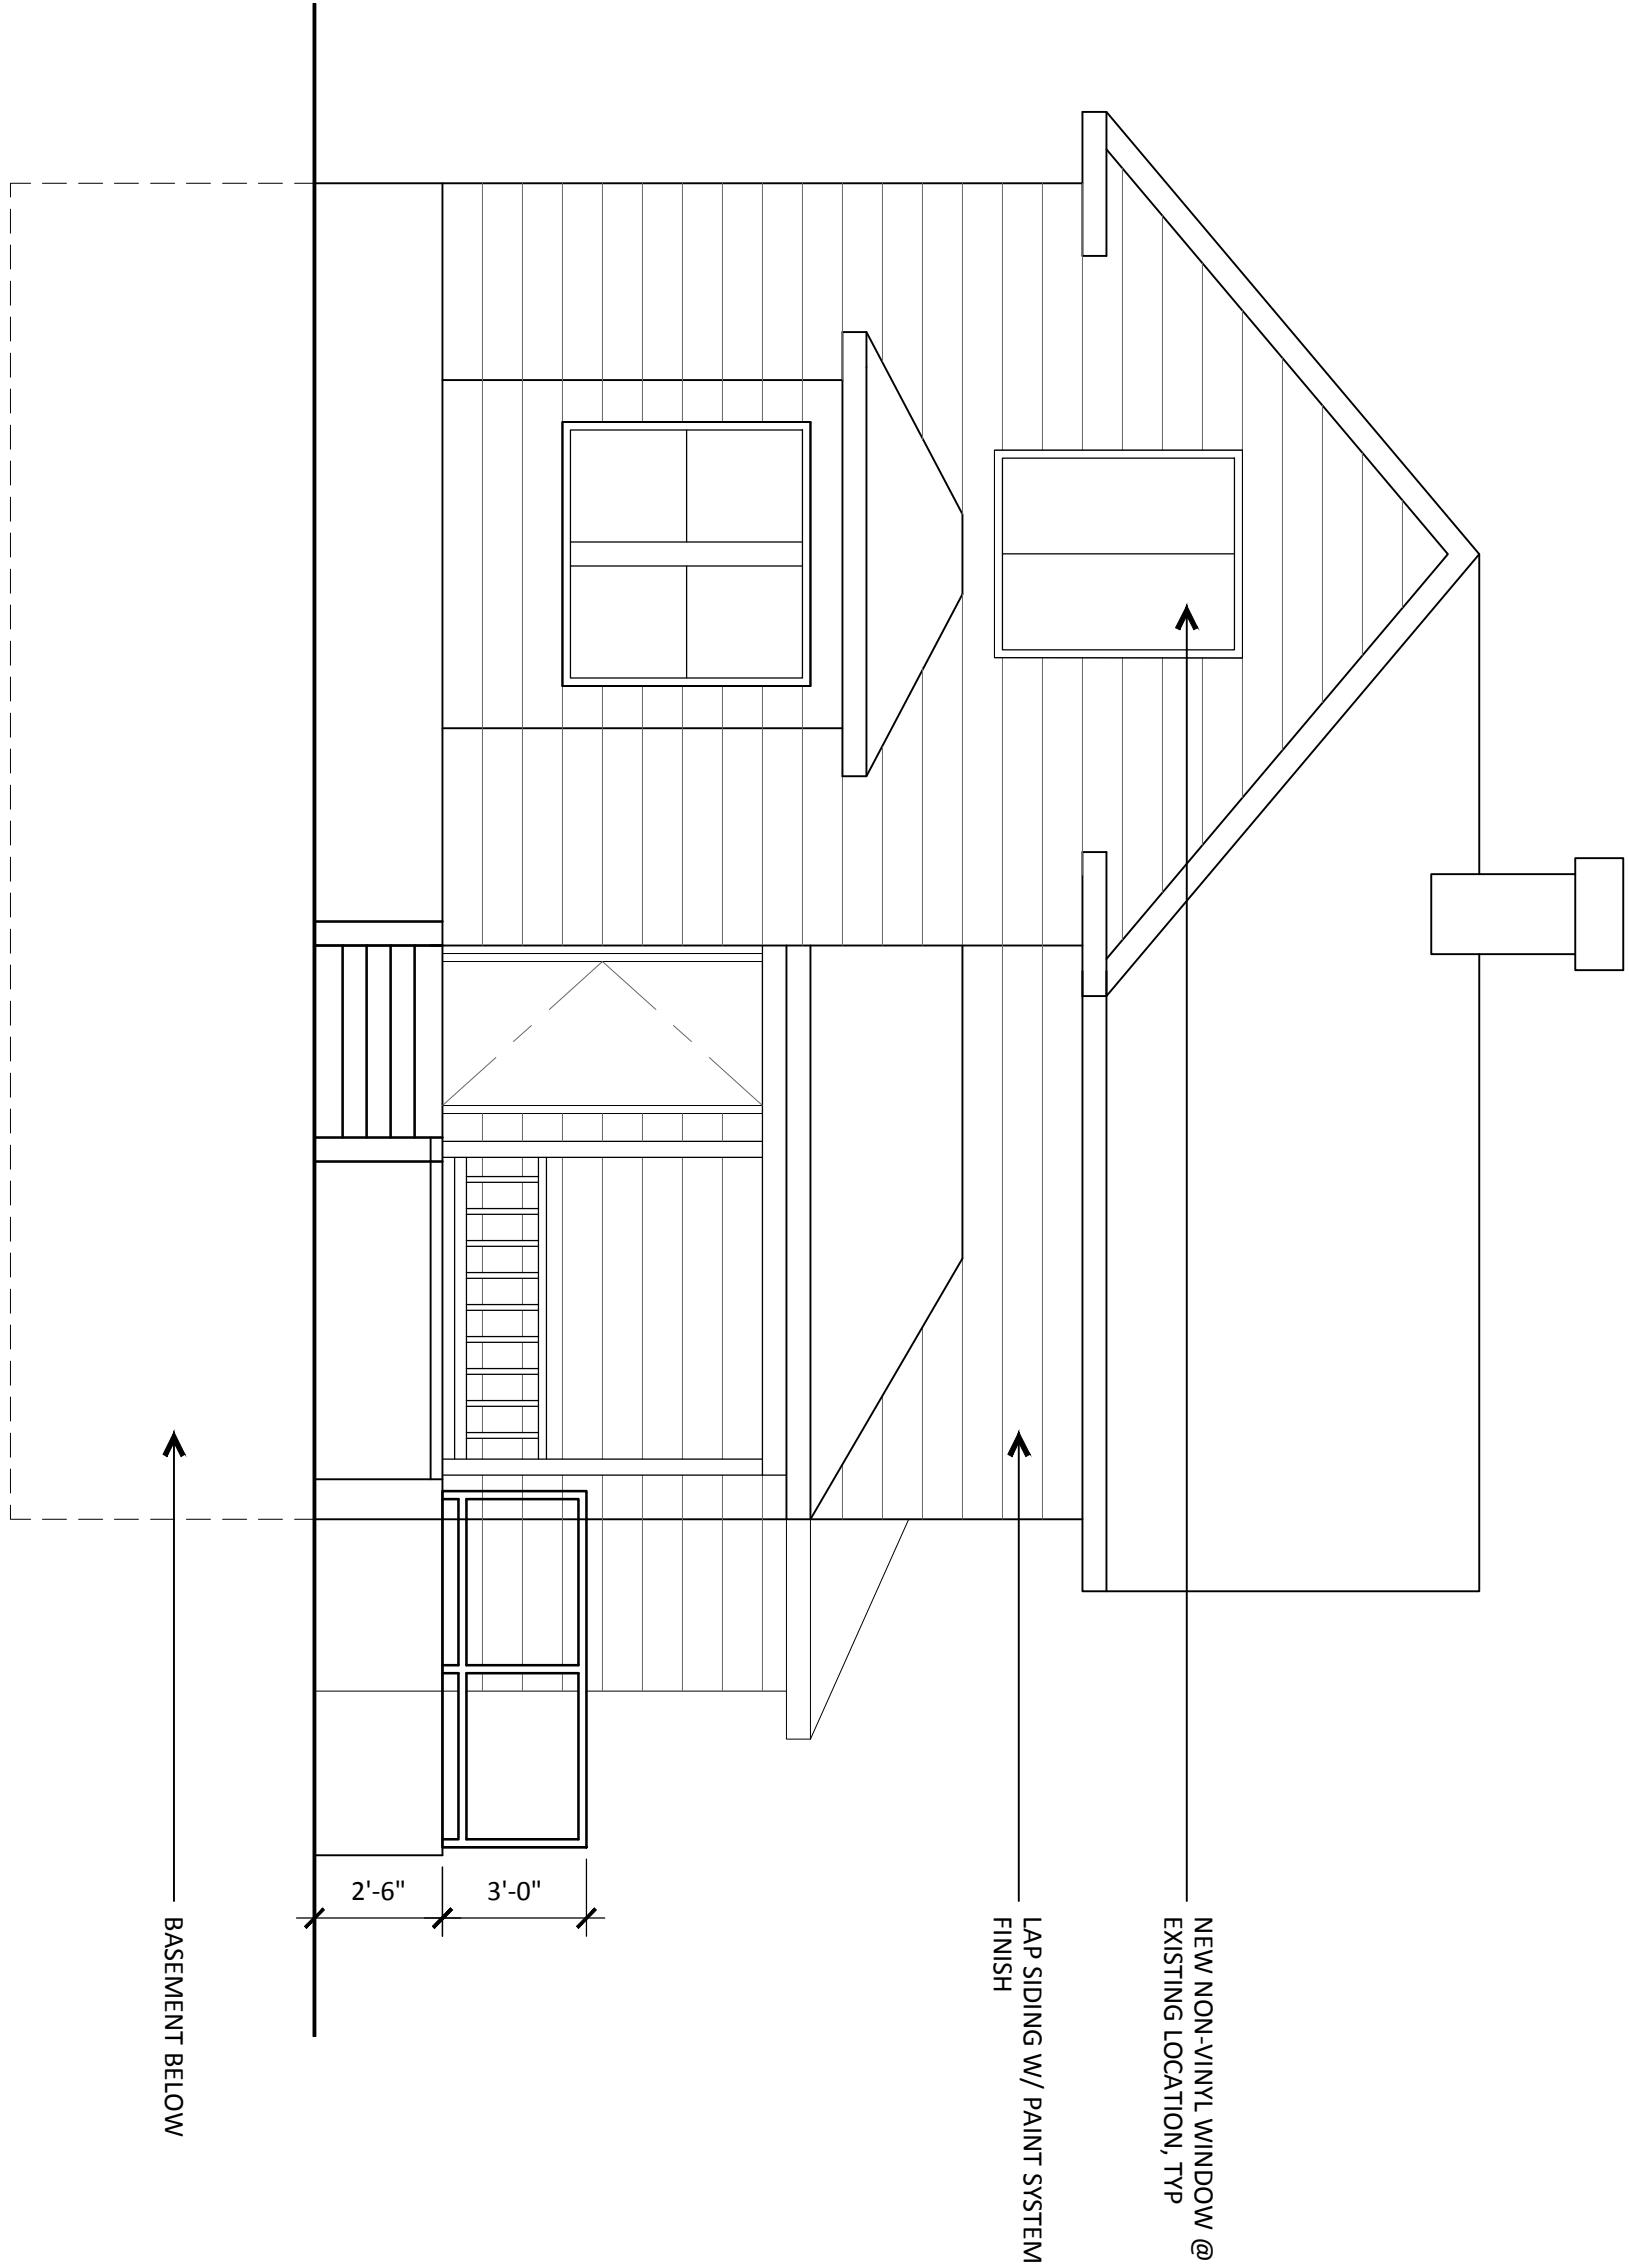 NEW NON-VINYL WINDOW @
EXISTING LOCATION, TYP
LAP SIDING W/ PAINT SYSTEM
FINISH
3'-0"
2'-6"
BASEMENT BELOW